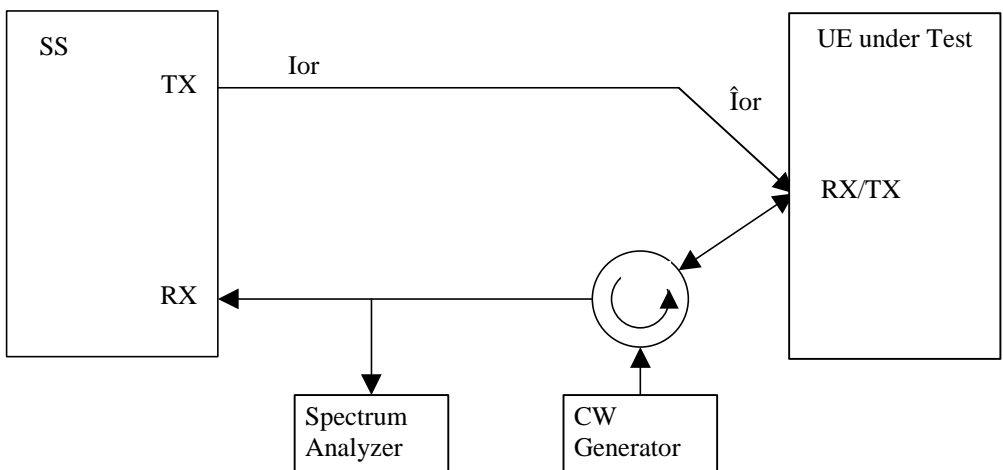 SS
TX
Ior
Îor
UE under Test
RX/TX
RX
Spectrum
Analyzer
CW
Generator